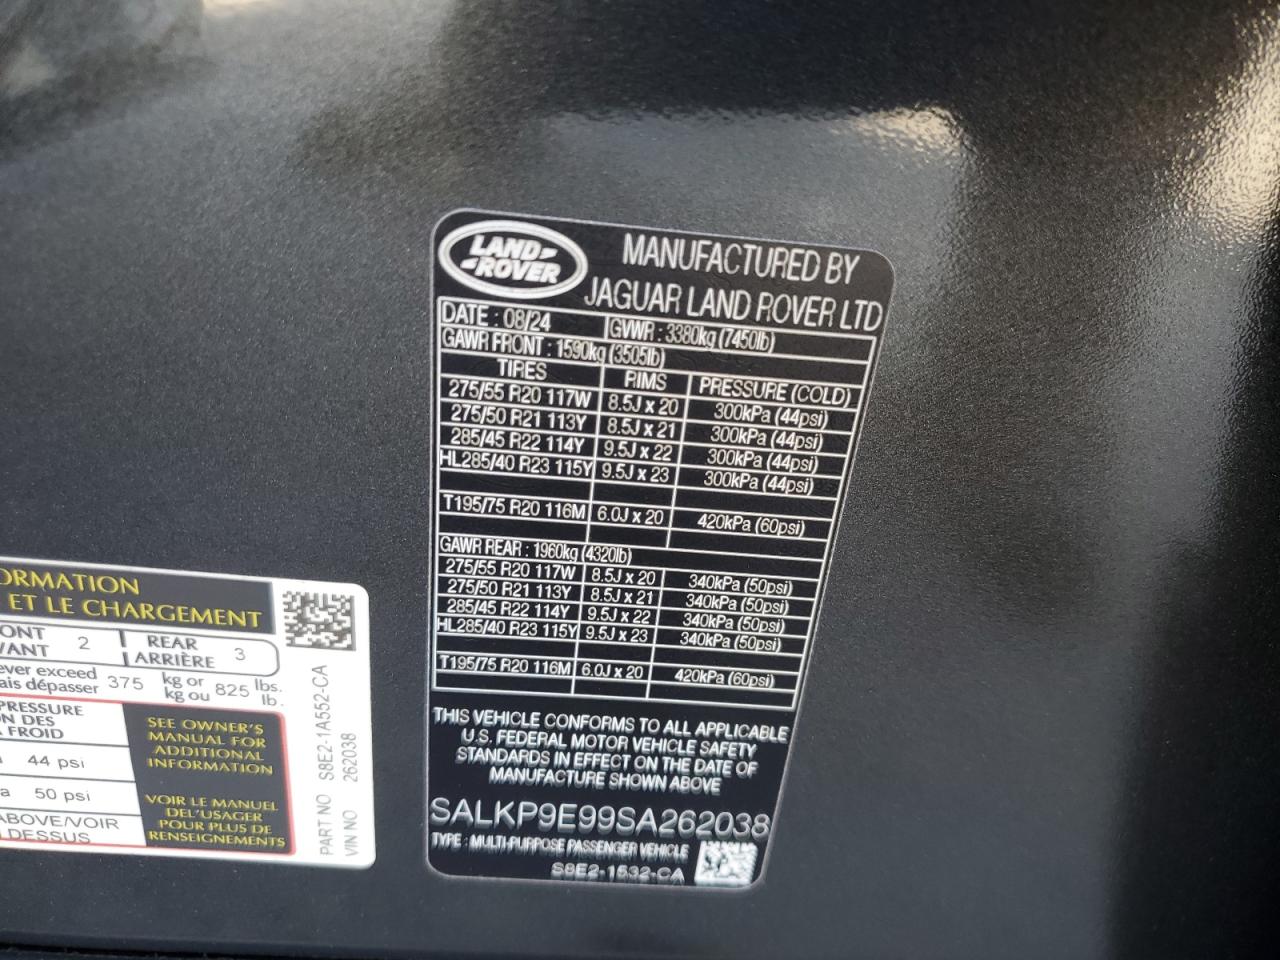 LAND
ROVER
MANUFACTURED BY
JAGUAR LAND ROVER LTD
DATE : 08/24 GVWR : 3380kg (7450lb)
GAWR FRONT : 1590kg (3505lb)
TIRES RIMS PRESSURE (COLD)
275/55 R20 117W 8.5J x 20 300kPa (44psi)
275/50 R21 113Y 8.5J x 21 300kPa (44psi)
285/45 R22 114Y 9.5J x 22 300kPa (44psi)
HL285/40 R23 115Y 9.5J x 23 300kPa (44psi)
T195/75 R20 116M 6.0J x 20 420kPa (60psi)
GAWR REAR : 1960kg (4320lb)
275/55 R20 117W 8.5J x 20 340kPa (50psi)
275/50 R21 113Y 8.5J x 21 340kPa (50psi)
285/45 R22 114Y 9.5J x 22 340kPa (50psi)
HL285/40 R23 115Y 9.5J x 23 340kPa (50psi)
T195/75 R20 116M 6.0J x 20 420kPa (60psi)
THIS VEHICLE CONFORMS TO ALL APPLICABLE
U.S. FEDERAL MOTOR VEHICLE SAFETY
STANDARDS IN EFFECT ON THE DATE OF
MANUFACTURE SHOWN ABOVE
SALKP9E99SA262038
TYPE : MULTI-PURPOSE PASSENGER VEHICLE
S8E2-1532-CA
ORMATION
ET LE CHARGEMENT
ONT 2 REAR 3
VANT ARRIÈRE
ever exceed 375 kg or 825 lbs.
ais dépasser kg ou lb.
PRESSURE
ON DES
FROID
44 psi
a 50 psi
ABOVE/VOIR
DESSUS
SEE OWNER'S
MANUAL FOR
ADDITIONAL
INFORMATION
VOIR LE MANUEL
DEL'USAGER
POUR PLUS DE
RENSEIGNEMENTS
PART NO S8E2-1A552-CA
VIN NO 262038